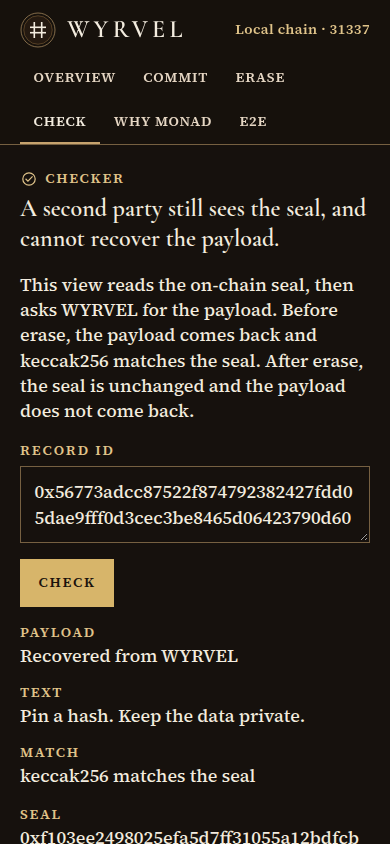 WYRVEL
Local chain · 31337
OVERVIEW COMMIT ERASE
CHECK WHY MONAD E2E
CHECKER
A second party still sees the seal, and
cannot recover the payload.
This view reads the on-chain seal, then
asks WYRVEL for the payload. Before
erase, the payload comes back and
keccak256 matches the seal. After erase,
the seal is unchanged and the payload
does not come back.
RECORD ID
0x56773adcc87522f874792382427fdd0
5dae9fff0d3cec3be8465d06423790d60
CHECK
PAYLOAD
Recovered from WYRVEL
TEXT
Pin a hash. Keep the data private.
MATCH
keccak256 matches the seal
SEAL
0xf103ee2498025efa5d7ff31055a12bdfcb